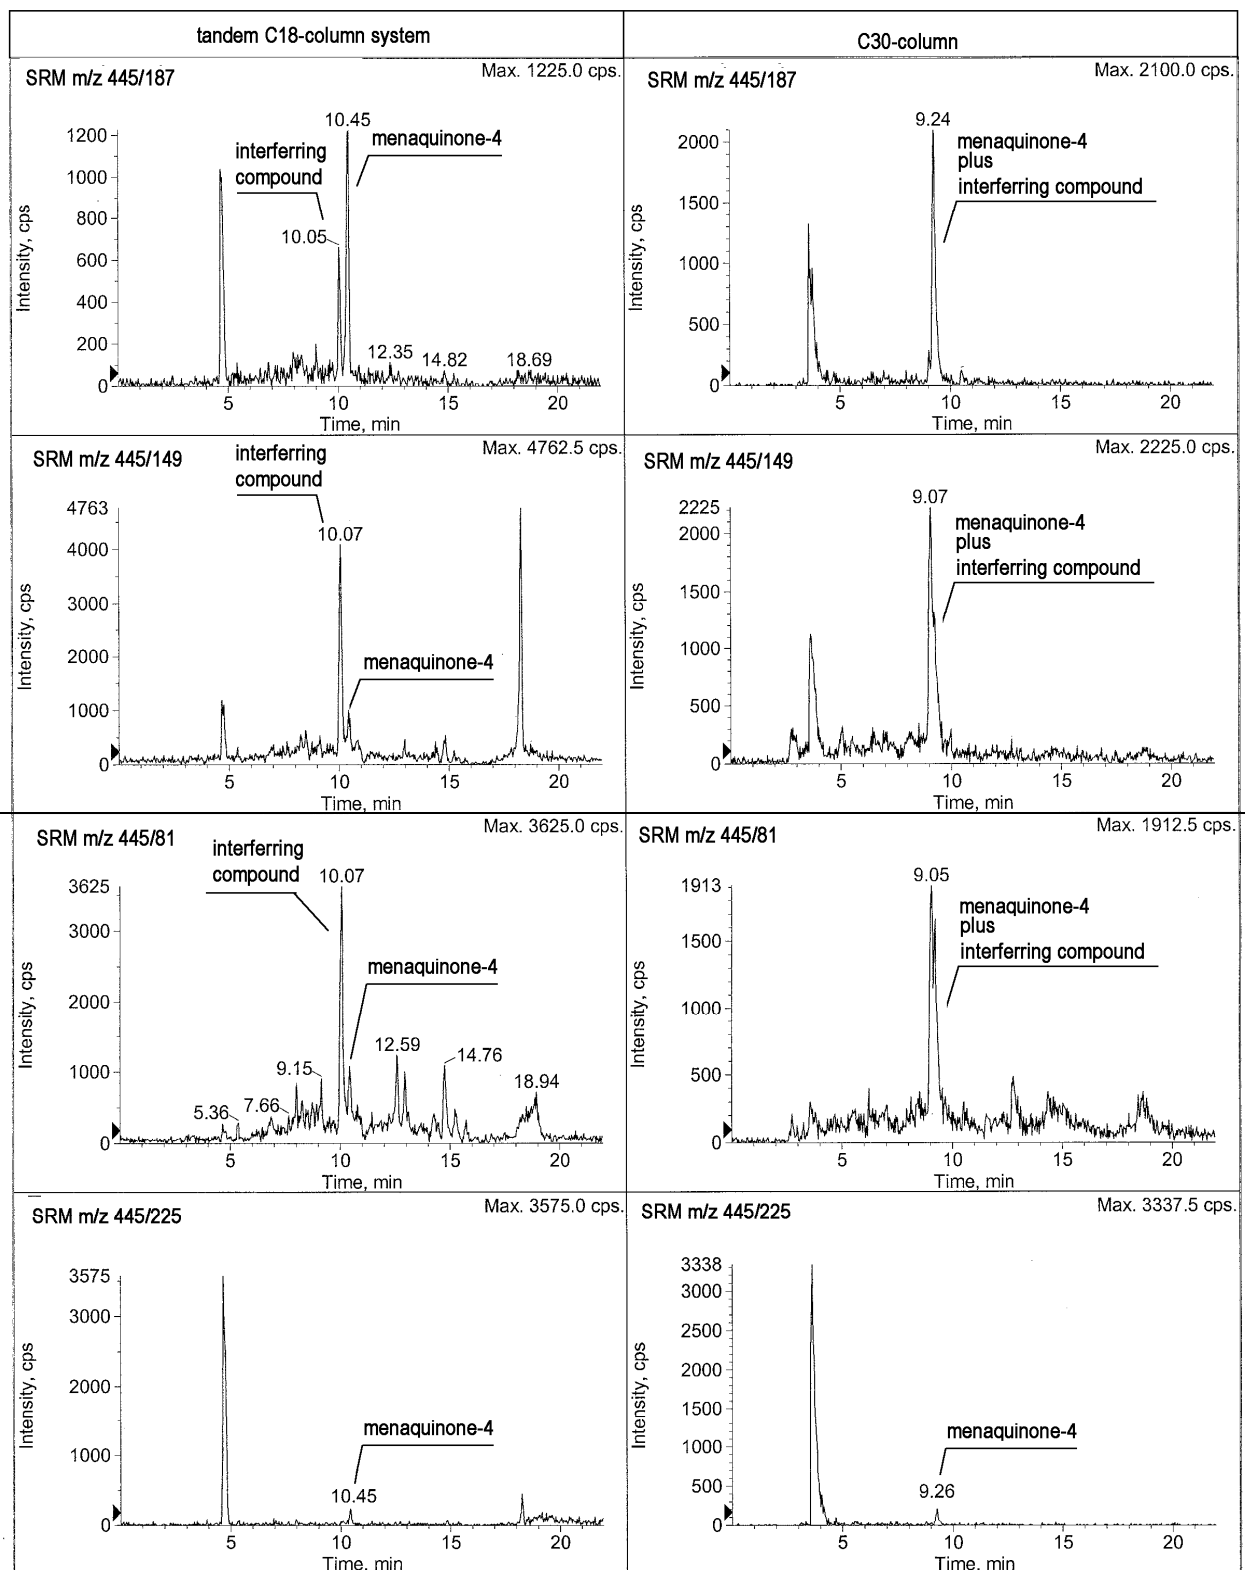 tandem C18-column system
C30-column
SRM m/z 445/187
Max. 1225.0 cps.
10.45
menaquinone-4
interferring
compound
10.05
12.35
14.82
18.69
1200
1000
800
600
400
200
0
Intensity, cps
5
10
15
20
Time, min
SRM m/z 445/187
Max. 2100.0 cps.
9.24
menaquinone-4
plus
interferring compound
2000
1500
1000
500
0
Intensity, cps
5
10
15
20
Time, min
SRM m/z 445/149
Max. 4762.5 cps.
interferring
compound
10.07
menaquinone-4
4763
4000
3000
2000
1000
0
Intensity, cps
5
10
15
20
Time, min
SRM m/z 445/149
Max. 2225.0 cps.
9.07
menaquinone-4
plus
interferring compound
2225
2000
1500
1000
500
0
Intensity, cps
5
10
15
20
Time, min
SRM m/z 445/81
Max. 3625.0 cps.
interferring
compound
10.07
menaquinone-4
5.36
7.66
9.15
12.59
14.76
18.94
3625
3000
2000
1000
0
Intensity, cps
5
10
15
20
Time, min
SRM m/z 445/81
Max. 1912.5 cps.
9.05
menaquinone-4
plus
interferring compound
1913
1500
1000
500
0
Intensity, cps
5
10
15
20
Time, min
SRM m/z 445/225
Max. 3575.0 cps.
menaquinone-4
10.45
3575
3000
2000
1000
0
Intensity, cps
5
10
15
20
Time, min
SRM m/z 445/225
Max. 3337.5 cps.
menaquinone-4
9.26
3338
3000
2500
2000
1500
1000
500
0
Intensity, cps
5
10
15
20
Time, min